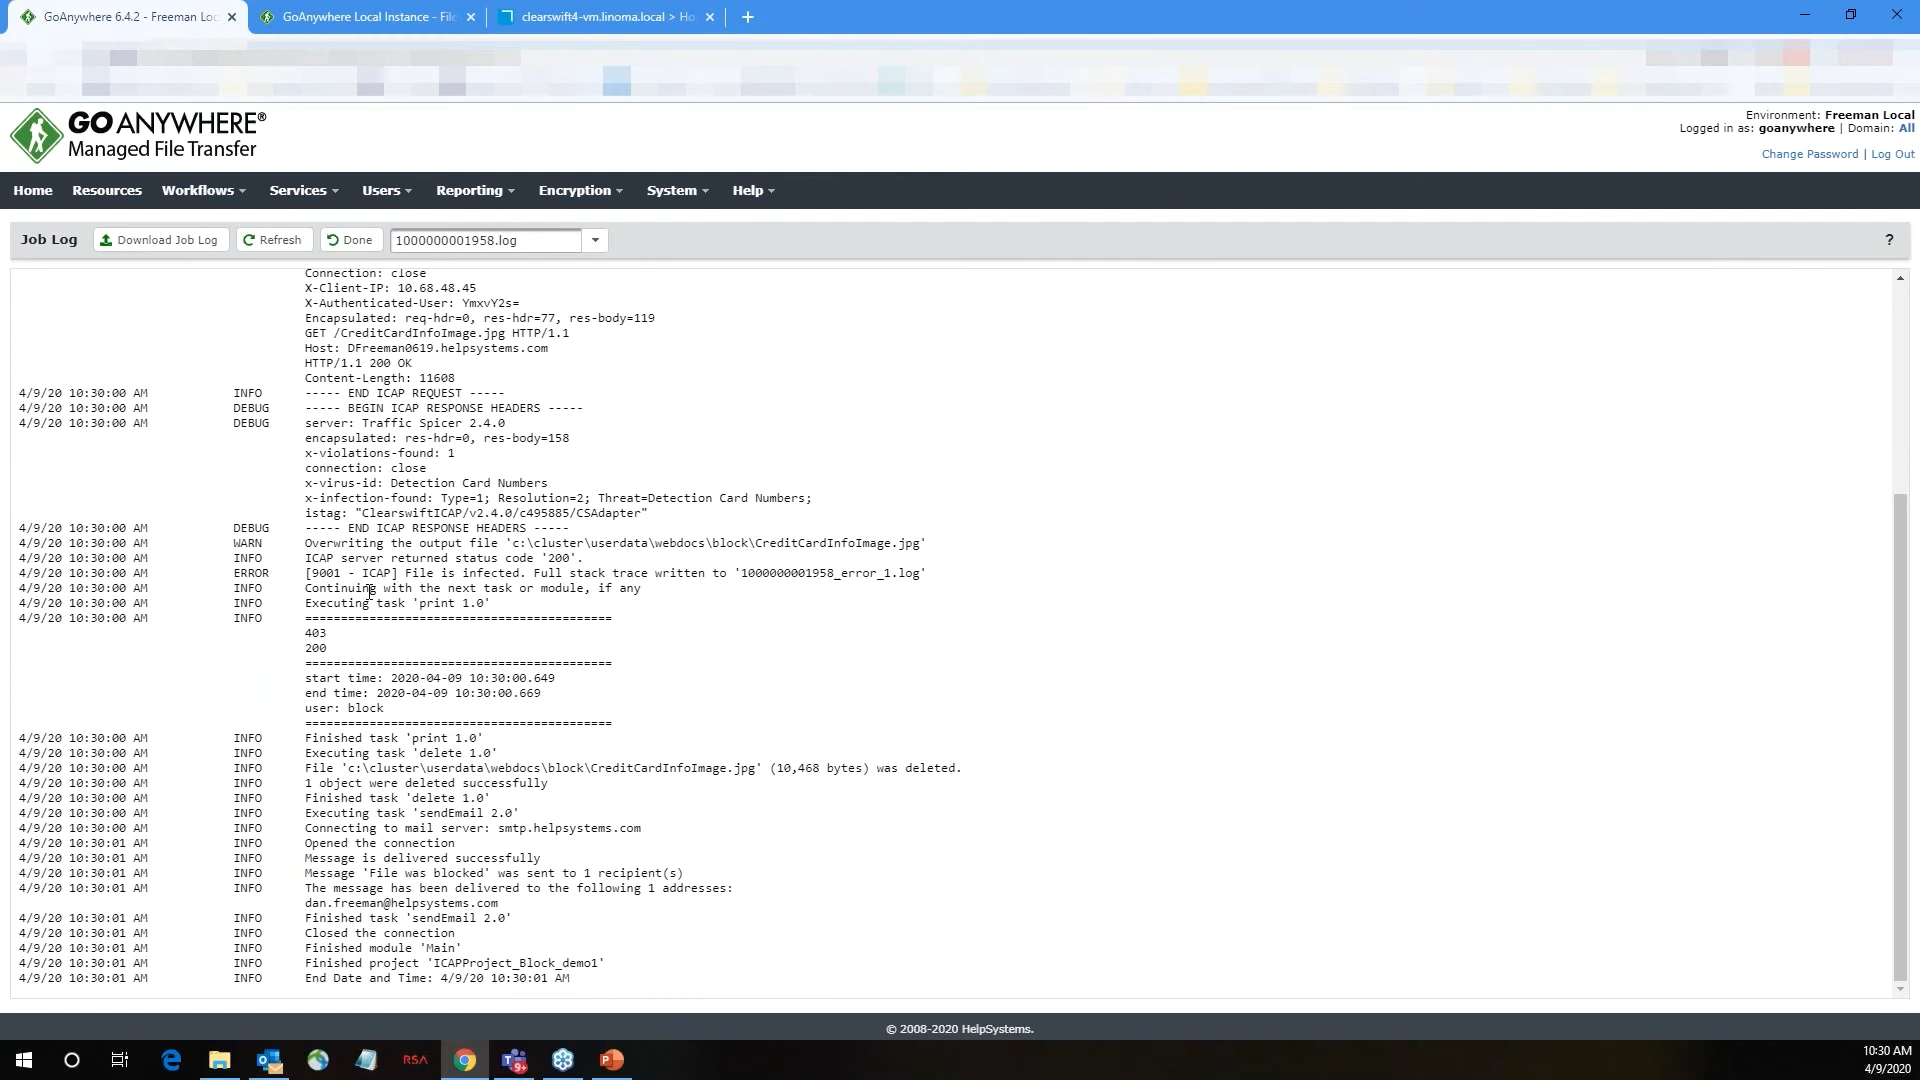 GoAnywhere 6.4.2 - Freeman Loc
GoAnywhere Local Instance - File
clearswift4-vm.linoma.local > Ho
GO ANYWHERE®
Managed File Transfer
Environment: Freeman Local
Logged in as: goanywhere | Domain: All
Change Password | Log Out
Home Resources Workflows Services Users Reporting Encryption System Help
Job Log Download Job Log Refresh Done 1000000001958.log ?
Connection: close
X-Client-IP: 10.68.48.45
X-Authenticated-User: YmxvY2s=
Encapsulated: req-hdr=0, res-hdr=77, res-body=119
GET /CreditCardInfoImage.jpg HTTP/1.1
Host: DFreeman0619.helpsystems.com
HTTP/1.1 200 OK
Content-Length: 11608
4/9/20 10:30:00 AM INFO ----- END ICAP REQUEST -----
4/9/20 10:30:00 AM DEBUG ----- BEGIN ICAP RESPONSE HEADERS -----
4/9/20 10:30:00 AM DEBUG server: Traffic Spicer 2.4.0
encapsulated: res-hdr=0, res-body=158
x-violations-found: 1
connection: close
x-virus-id: Detection Card Numbers
x-infection-found: Type=1; Resolution=2; Threat=Detection Card Numbers;
istag: "ClearswiftICAP/v2.4.0/c495885/CSAdapter"
4/9/20 10:30:00 AM DEBUG ----- END ICAP RESPONSE HEADERS -----
4/9/20 10:30:00 AM WARN Overwriting the output file 'c:\cluster\userdata\webdocs\block\CreditCardInfoImage.jpg'
4/9/20 10:30:00 AM INFO ICAP server returned status code '200'.
4/9/20 10:30:00 AM ERROR [9001 - ICAP] File is infected. Full stack trace written to '1000000001958_error_1.log'
4/9/20 10:30:00 AM INFO Continuing with the next task or module, if any
4/9/20 10:30:00 AM INFO Executing task 'print 1.0'
4/9/20 10:30:00 AM INFO ===========================================
403
200
===========================================
start time: 2020-04-09 10:30:00.649
end time: 2020-04-09 10:30:00.669
user: block
===========================================
4/9/20 10:30:00 AM INFO Finished task 'print 1.0'
4/9/20 10:30:00 AM INFO Executing task 'delete 1.0'
4/9/20 10:30:00 AM INFO File 'c:\cluster\userdata\webdocs\block\CreditCardInfoImage.jpg' (10,468 bytes) was deleted.
4/9/20 10:30:00 AM INFO 1 object were deleted successfully
4/9/20 10:30:00 AM INFO Finished task 'delete 1.0'
4/9/20 10:30:00 AM INFO Executing task 'sendEmail 2.0'
4/9/20 10:30:00 AM INFO Connecting to mail server: smtp.helpsystems.com
4/9/20 10:30:01 AM INFO Opened the connection
4/9/20 10:30:01 AM INFO Message is delivered successfully
4/9/20 10:30:01 AM INFO Message 'File was blocked' was sent to 1 recipient(s)
4/9/20 10:30:01 AM INFO The message has been delivered to the following 1 addresses:
dan.freeman@helpsystems.com
4/9/20 10:30:01 AM INFO Finished task 'sendEmail 2.0'
4/9/20 10:30:01 AM INFO Closed the connection
4/9/20 10:30:01 AM INFO Finished module 'Main'
4/9/20 10:30:01 AM INFO Finished project 'ICAPProject_Block_demo1'
4/9/20 10:30:01 AM INFO End Date and Time: 4/9/20 10:30:01 AM
© 2008-2020 HelpSystems.
RSA
9+
10:30 AM
4/9/2020